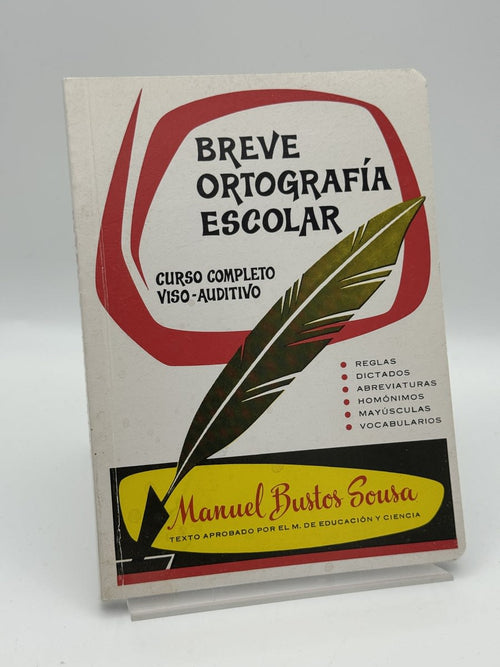 BREVE
ORTOGRAFÍA
ESCOLAR
CURSO COMPLETO
VISO-AUDITIVO
REGLAS
DICTADOS
ABREVIATURAS
HOMÓNIMOS
MAYÚSCULAS
VOCABULARIOS
Manuel Bustos Sousa
TEXTO APROBADO POR EL M. DE EDUCACIÓN Y CIENCIA